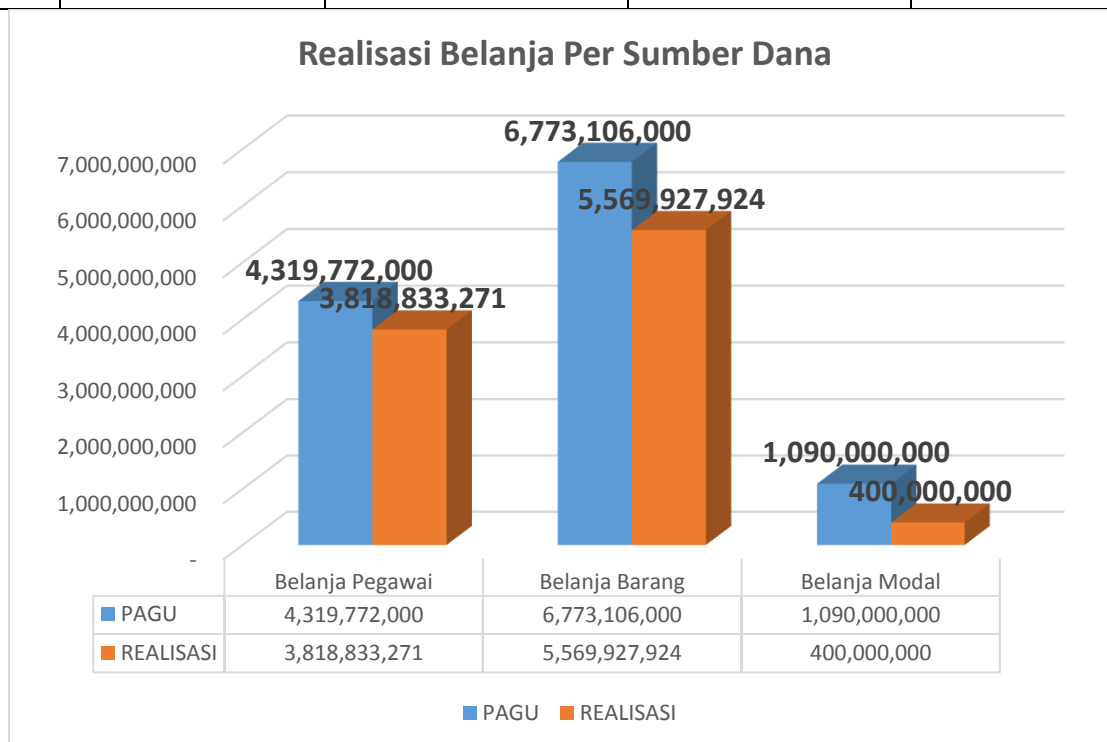 Realisasi Belanja Per Sumber Dana
6,773,106,000
7,000,000,000
5,569,927,924
6,000,000,000
4,319,772,000
5,000,000,000
3,818,833,271
4,000,000,000
3,000,000,000
2,000,000,000
1,090,000,000
1,000,000,000
400,000,000
-
Belanja Pegawai Belanja Barang Belanja Modal
PAGU 4,319,772,000 6,773,106,000 1,090,000,000
REALISASI 3,818,833,271 5,569,927,924 400,000,000
PAGU REALISASI